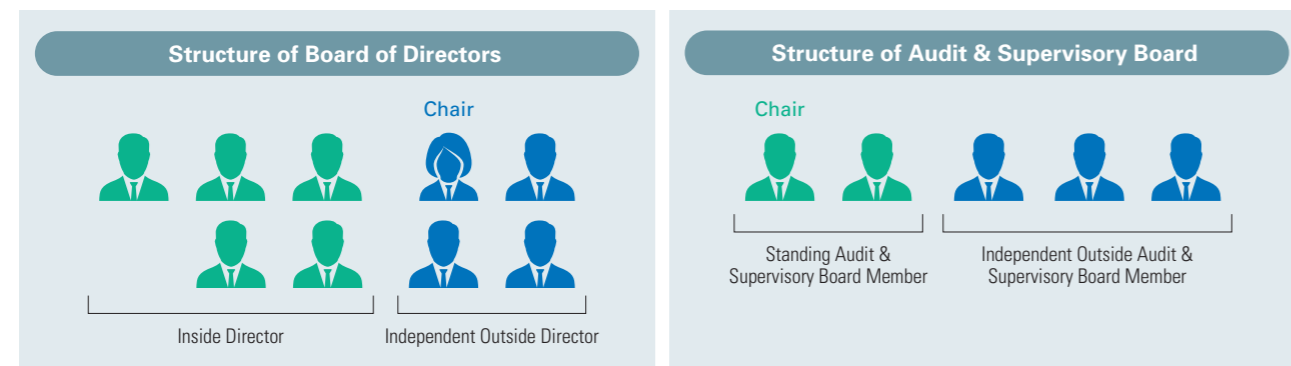 Structure of Board of Directors
Chair
Inside Director
Independent Outside Director
Structure of Audit & Supervisory Board
Chair
Standing Audit &
Supervisory Board Member
Independent Outside Audit &
Supervisory Board Member